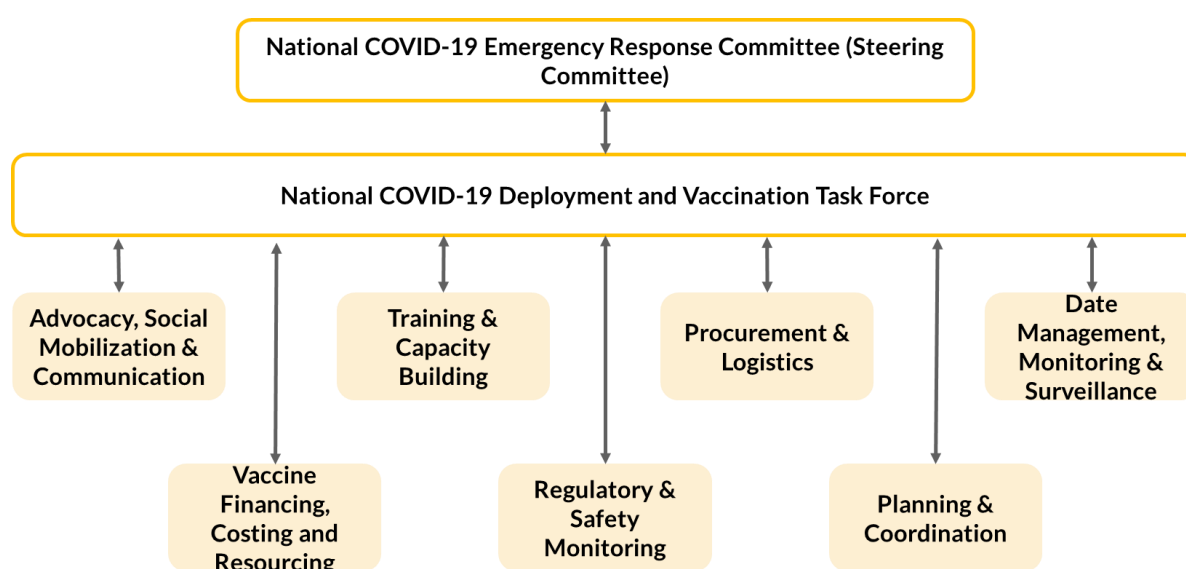 National COVID-19 Emergency Response Committee (Steering
Committee)
National COVID-19 Deployment and Vaccination Task Force
Advocacy, Social
Mobilization &
Communication
Training &
Capacity
Building
Procurement &
Logistics
Date
Management,
Monitoring &
Surveillance
Vaccine
Financing,
Costing and
Resourcing
Regulatory &
Safety
Monitoring
Planning &
Coordination